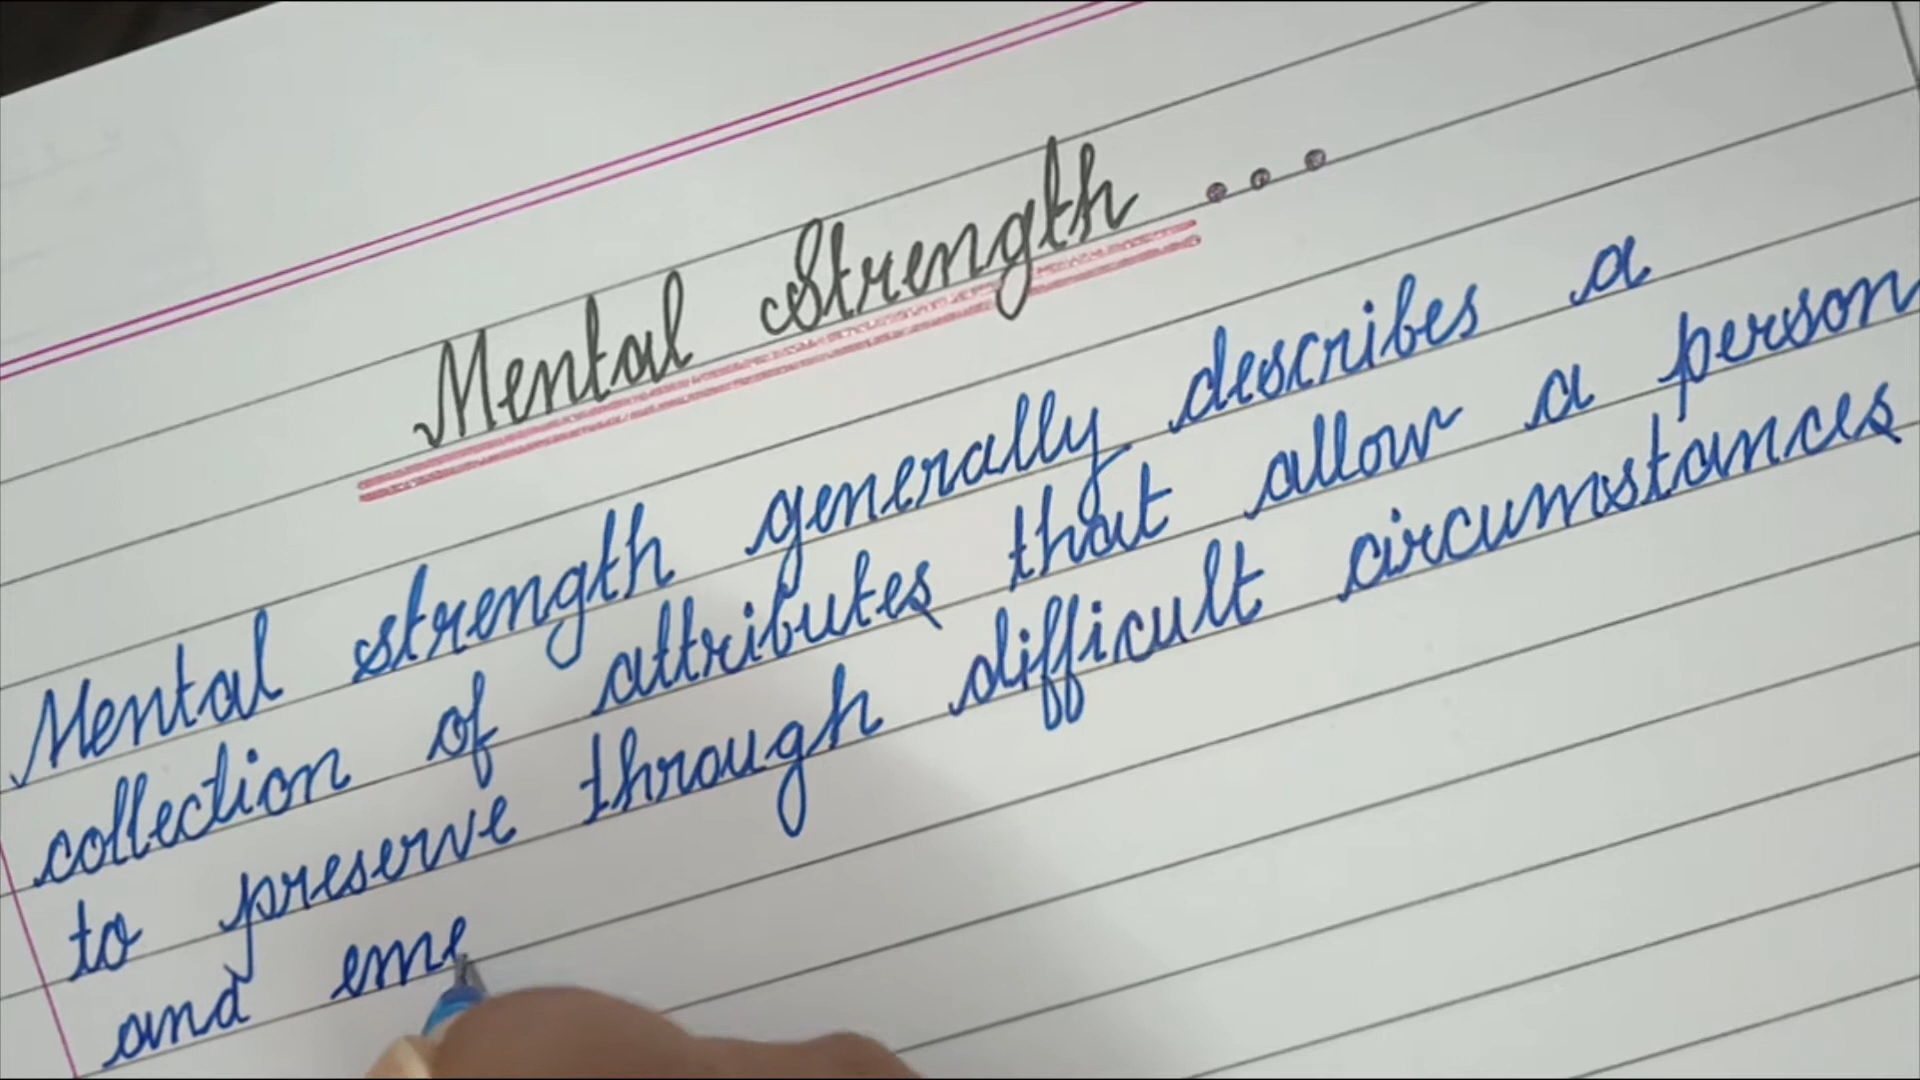 Mental Strength...
Mental strength generally describes a
collection of attributes that allow a person
to preserve through difficult circumstances
and eme